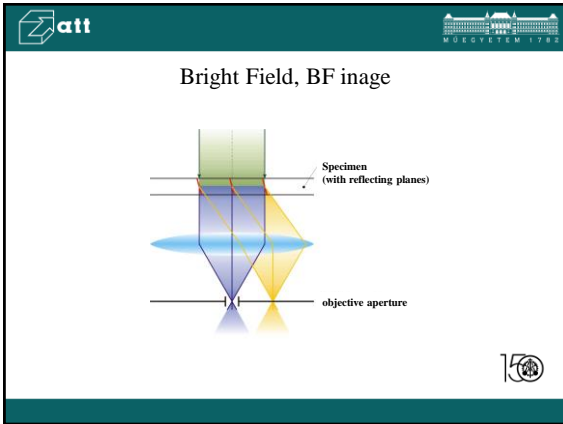 att
MŰEGYETEM 1782
Bright Field, BF inage
Specimen
(with reflecting planes)
objective aperture
150